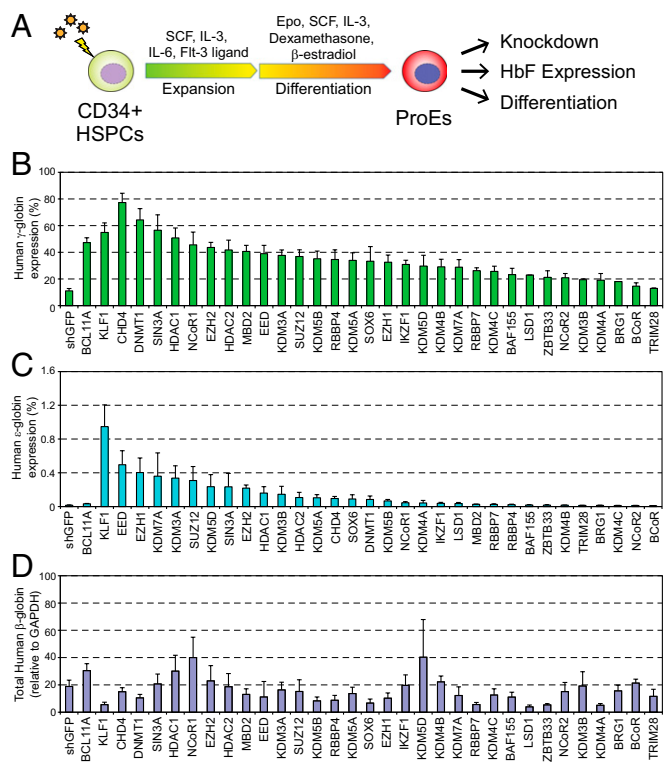 A
SCF, IL-3,
IL-6, Flt-3 ligand
Expansion
Epo, SCF, IL-3,
Dexamethasone,
β-estradiol
Differentiation
CD34+
HSPCs
ProEs
Knockdown
HbF Expression
Differentiation
B
Human γ-globin
expression (%)
100
80
60
40
20
0
shGFP
BCL11A
KLF1
CHD4
DNMT1
SIN3A
HDAC1
NCoR1
EZH2
HDAC2
MBD2
EED
KDM3A
SUZ12
KDM5B
RBBP4
KDM5A
SOX6
EZH1
IKZF1
KDM5D
KDM4B
KDM7A
RBBP7
KDM4C
BAF155
LSD1
ZBTB33
NCoR2
KDM3B
KDM4A
BRG1
BCoR
TRIM28
C
Human ε-globin
expression (%)
1.6
1.2
0.8
0.4
0
shGFP
BCL11A
KLF1
EED
EZH1
KDM7A
KDM3A
SUZ12
KDM5D
SIN3A
EZH2
HDAC1
KDM3B
HDAC2
KDM5A
CHD4
SOX6
DNMT1
KDM5B
NCoR1
KDM4A
IKZF1
LSD1
MBD2
RBBP7
RBBP4
BAF155
ZBTB33
KDM4B
TRIM28
BRG1
KDM4C
NCoR2
BCoR
D
Total Human β-globin
(relative to GAPDH)
100
80
60
40
20
0
shGFP
BCL11A
KLF1
CHD4
DNMT1
SIN3A
HDAC1
NCoR1
EZH2
HDAC2
MBD2
EED
KDM3A
SUZ12
KDM5B
RBBP4
KDM5A
SOX6
EZH1
IKZF1
KDM5D
KDM4B
KDM7A
RBBP7
KDM4C
BAF155
LSD1
ZBTB33
NCoR2
KDM3B
KDM4A
BRG1
BCoR
TRIM28